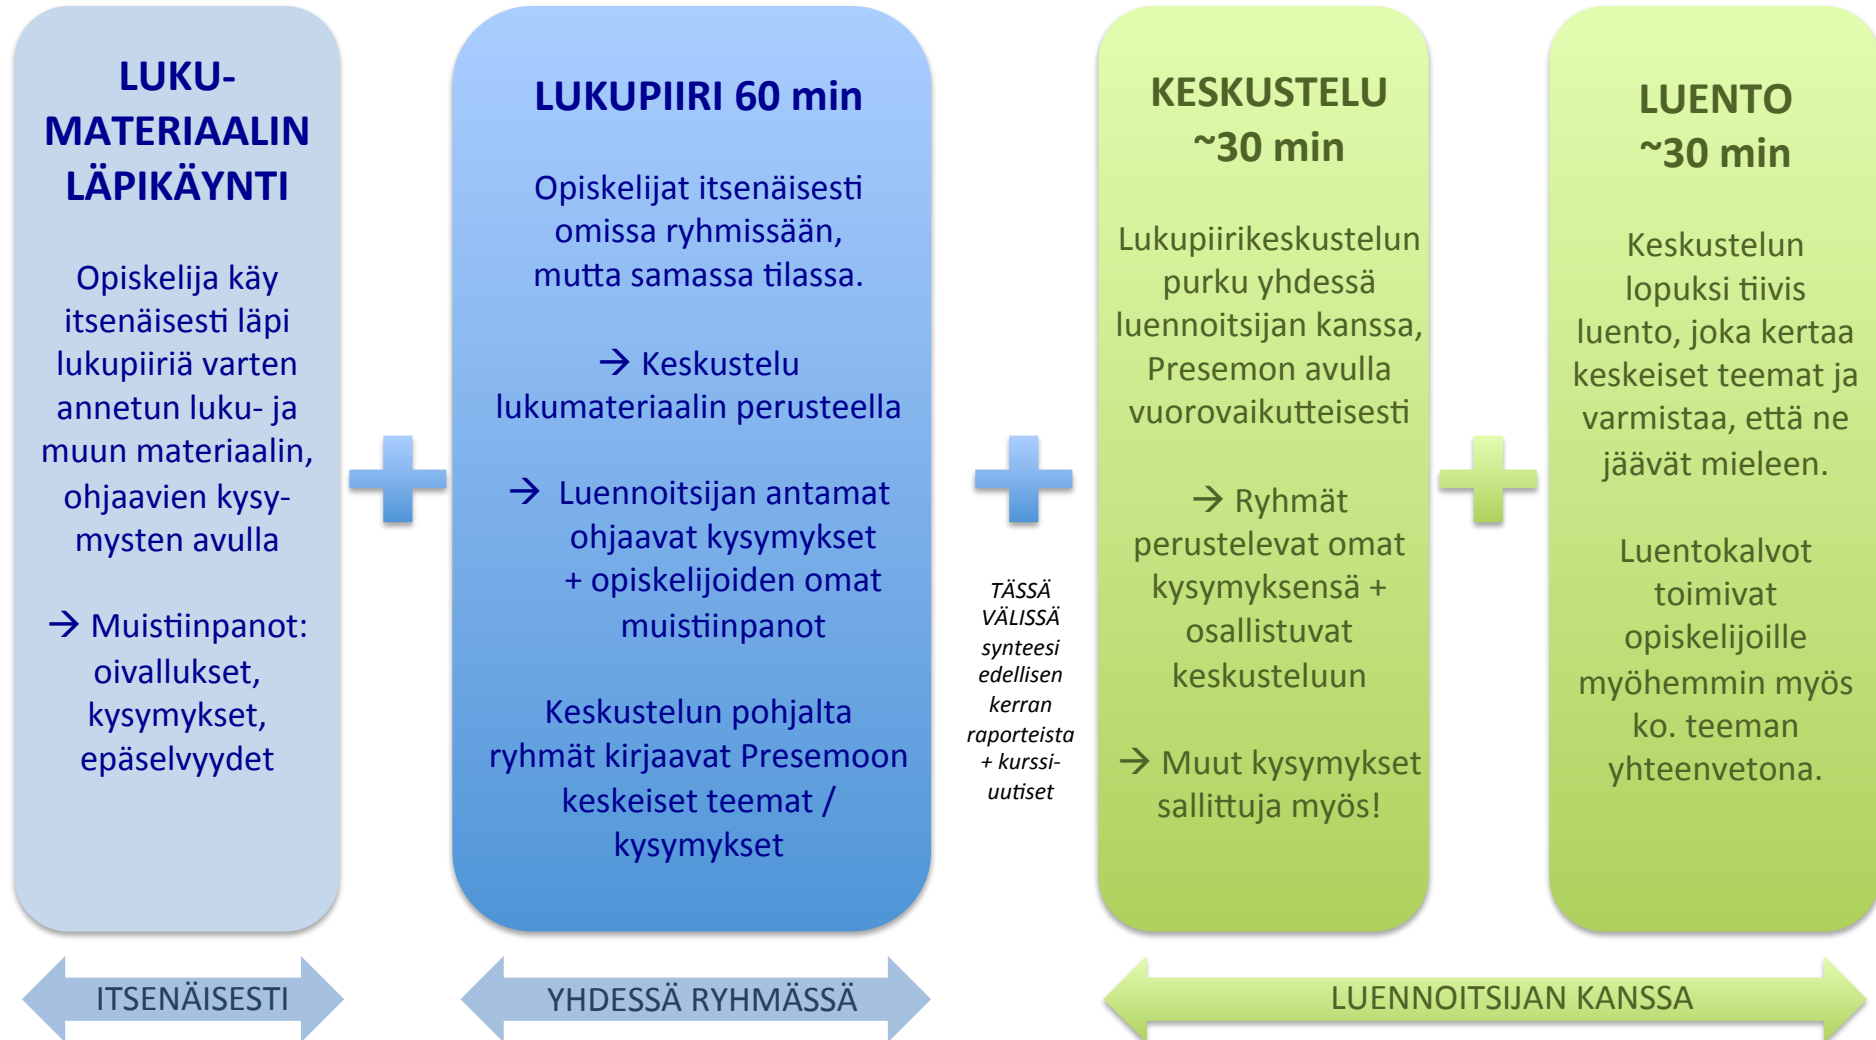 LUKU-
MATERIAALIN
LÄPIKÄYNTI
Opiskelija käy
itsenäisesti läpi
lukupiiriä varten
annetun luku- ja
muun materiaalin,
ohjaavien kysy-
mysten avulla
→ Muistiinpanot:
oivallukset,
kysymykset,
epäselvyydet
LUKUPIIRI 60 min
Opiskelijat itsenäisesti
omissa ryhmissään,
mutta samassa tilassa.
→ Keskustelu
lukumateriaalin perusteella
→ Luennoitsijan antamat
ohjaavat kysymykset
+ opiskelijoiden omat
muistiinpanot
Keskustelun pohjalta
ryhmät kirjaavat Presemoon
keskeiset teemat /
kysymykset
TÄSSÄ
VÄLISSÄ
synteesi
edellisen
kerran
raporteista
+ kurssi-
uutiset
KESKUSTELU
~30 min
Lukupiirikeskustelun
purku yhdessä
luennoitsijan kanssa,
Presemon avulla
vuorovaikutteisesti
→ Ryhmät
perustelevat omat
kysymyksensä +
osallistuvat
keskusteluun
→ Muut kysymykset
sallittuja myös!
LUENTO
~30 min
Keskustelun
lopuksi tiivis
luento, joka kertaa
keskeiset teemat ja
varmistaa, että ne
jäävät mieleen.
Luentokalvot
toimivat
opiskelijoille
myöhemmin myös
ko. teeman
yhteenvetona.
ITSENÄISESTI
YHDESSÄ RYHMÄSSÄ
LUENNOITSIJAN KANSSA